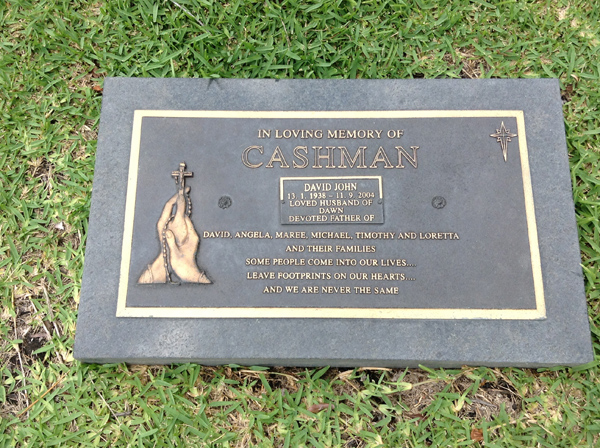 IN LOVING MEMORY OF
CASHMAN
DAVID JOHN
13. 1. 1938 - 11. 9. 2004
LOVED HUSBAND OF
DAWN
DEVOTED FATHER OF
DAVID, ANGELA, MAREE, MICHAEL, TIMOTHY AND LORETTA
AND THEIR FAMILIES
SOME PEOPLE COME INTO OUR LIVES....
LEAVE FOOTPRINTS ON OUR HEARTS....
AND WE ARE NEVER THE SAME